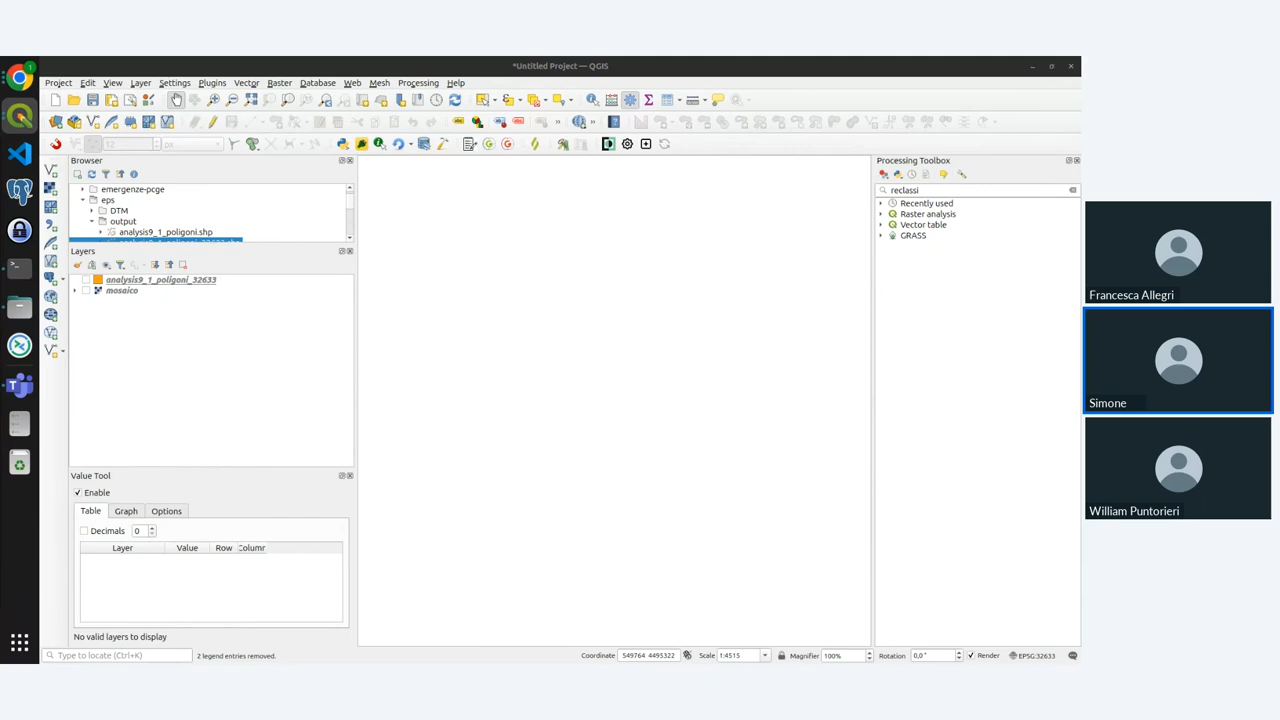 *Untitled Project — QGIS
Project Edit View Layer Settings Plugins Vector Raster Database Web Mesh Processing Help
12 px
Browser
emergenze-pcge
eps
DTM
output
analysis9_1_poligoni.shp
Layers
analysis9_1_poligoni_32633
mosaico
Value Tool
Enable
Table Graph Options
Decimals 0
Layer Value Row Column
No valid layers to display
Processing Toolbox
reclassi
Recently used
Raster analysis
Vector table
GRASS
Type to locate (Ctrl+K) 2 legend entries removed. Coordinate 549764 4495322 Scale 1:4515 Magnifier 100% Rotation 0,0 ° Render EPSG:32633
Francesca Allegri
Simone
William Puntorieri